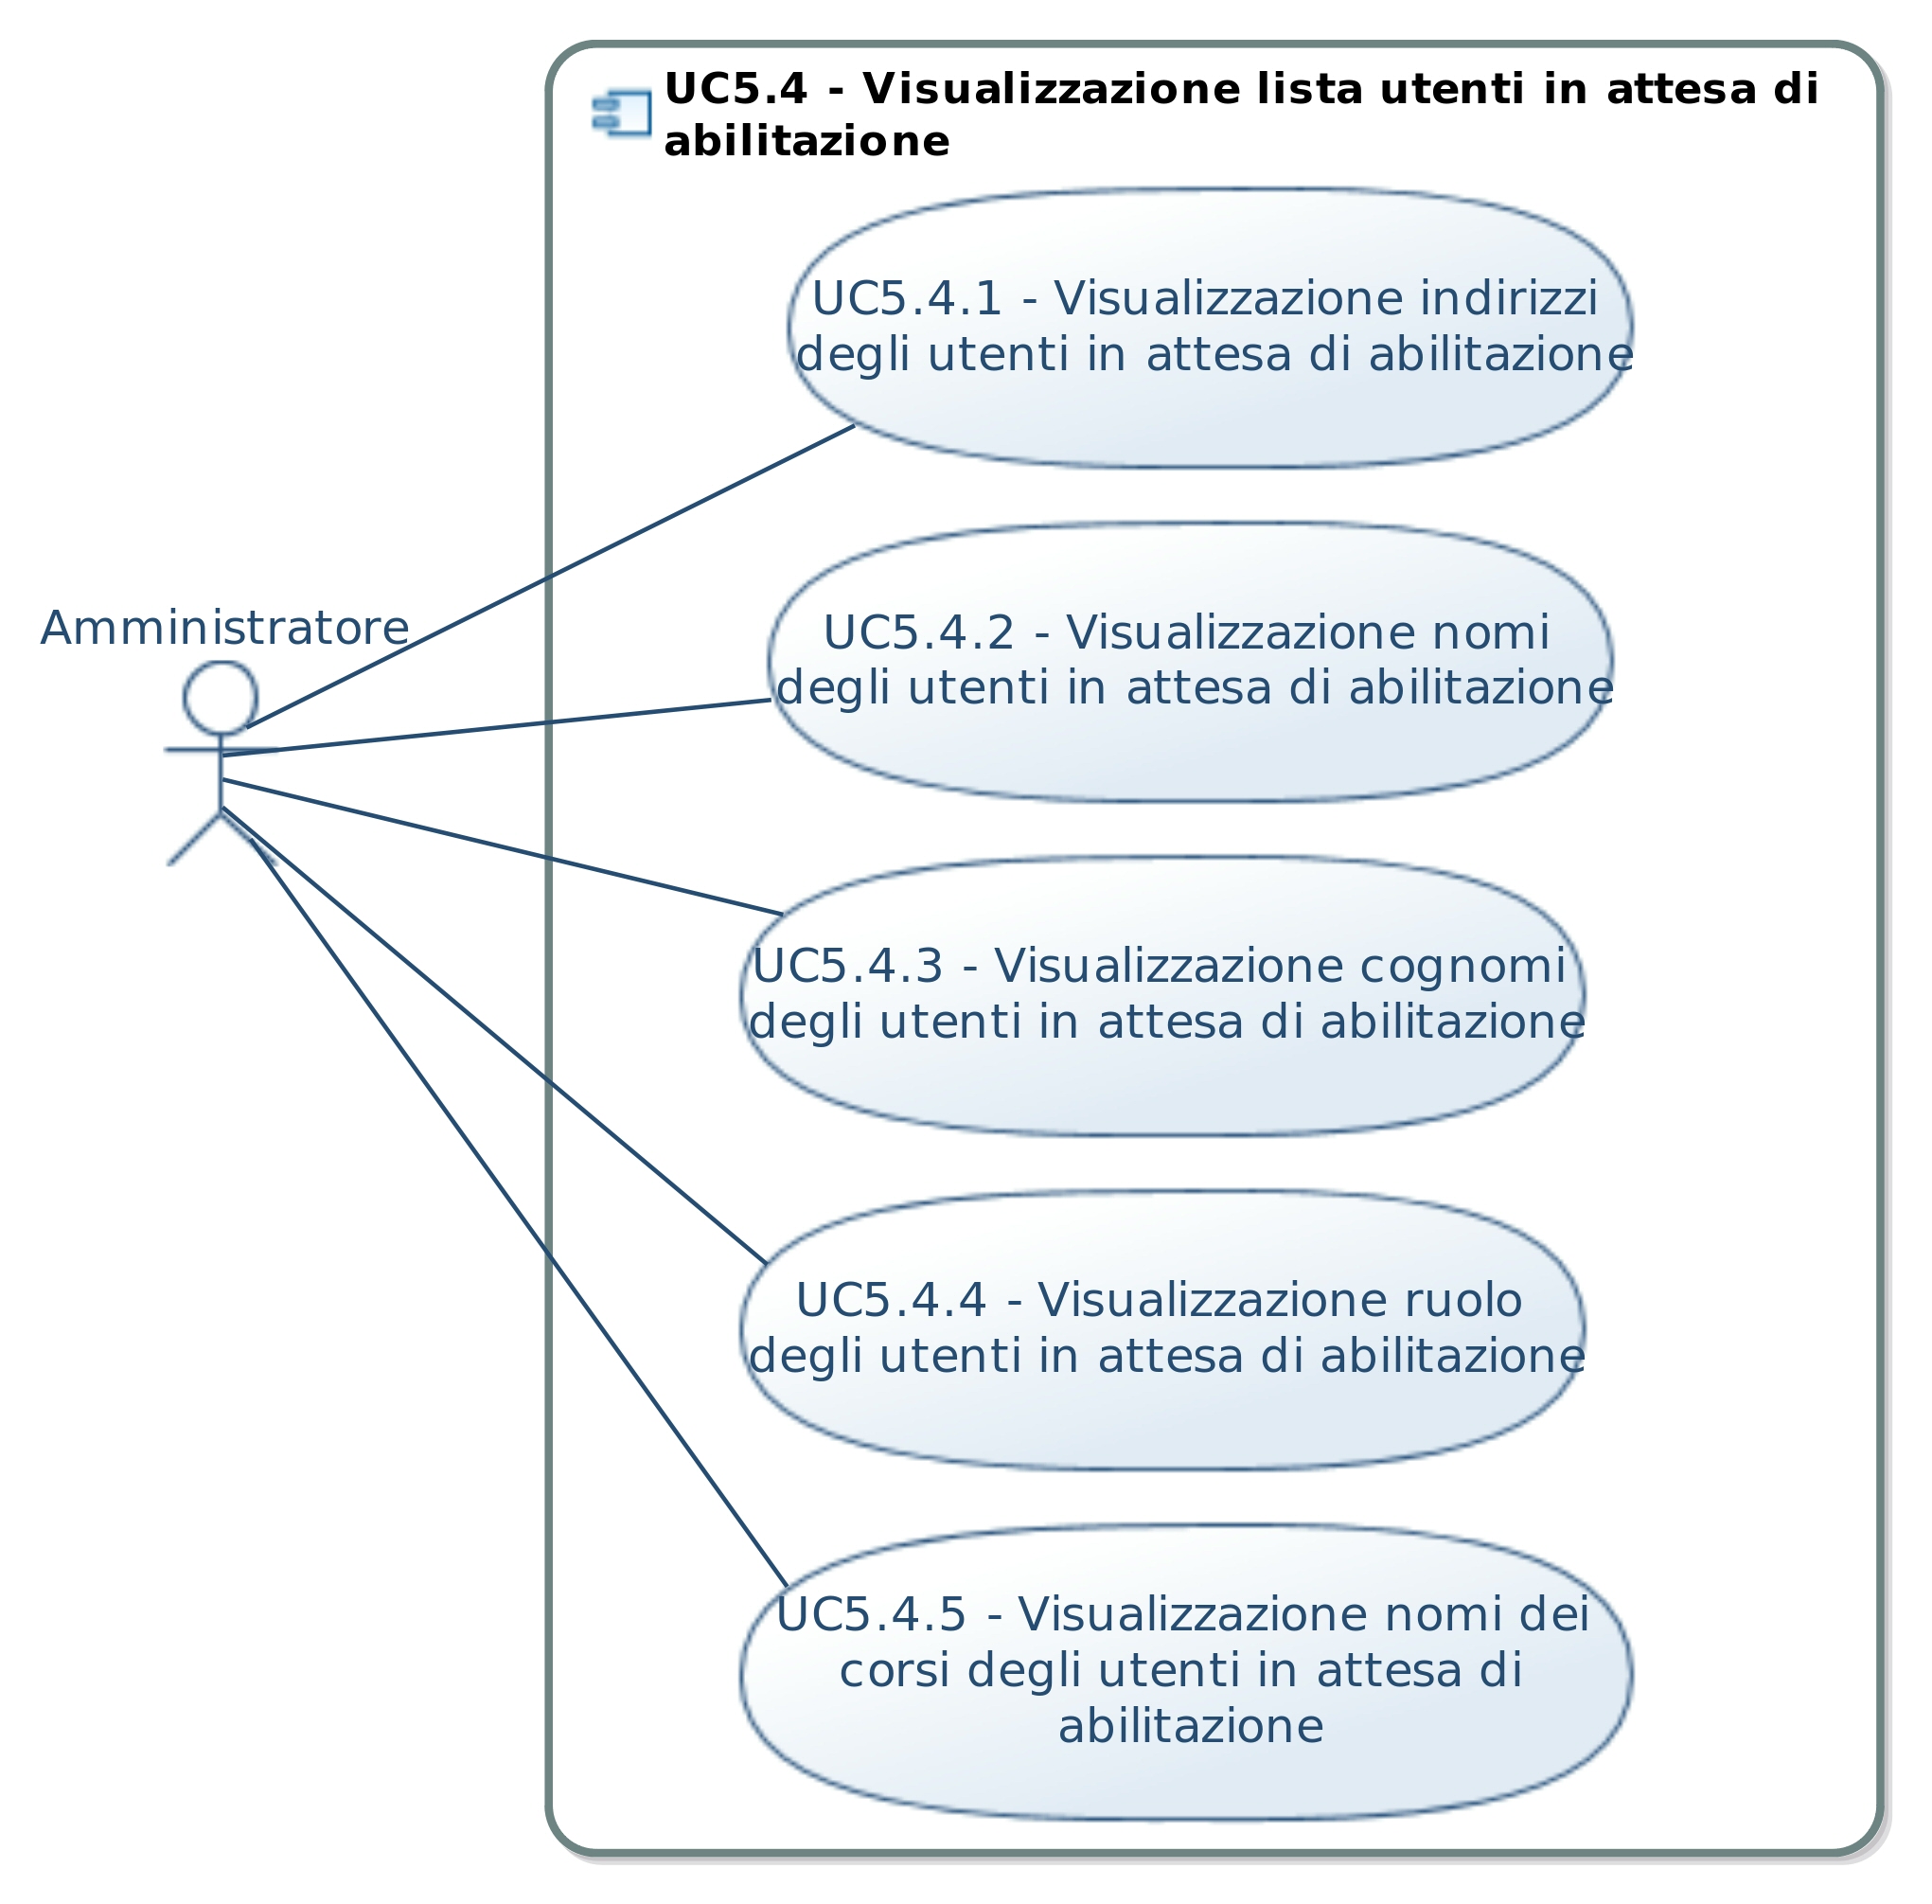 UC5.4 - Visualizzazione lista utenti in attesa di
abilitazione
UC5.4.1 - Visualizzazione indirizzi
degli utenti in attesa di abilitazione
Amministratore
UC5.4.2 - Visualizzazione nomi
degli utenti in attesa di abilitazione
UC5.4.3 - Visualizzazione cognomi
degli utenti in attesa di abilitazione
UC5.4.4 - Visualizzazione ruolo
degli utenti in attesa di abilitazione
UC5.4.5 - Visualizzazione nomi dei
corsi degli utenti in attesa di
abilitazione